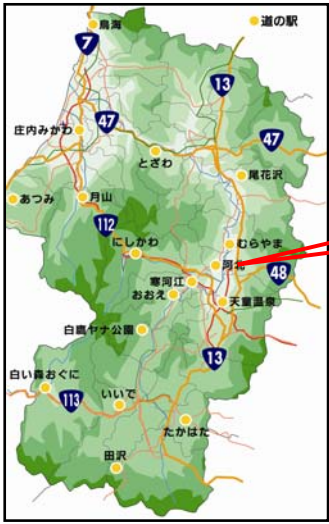 道の駅
鳥海
7
13
庄内みかわ
47
47
とざわ
尾花沢
あつみ
月山
112
むらやま
にしかわ
河北
48
寒河江
おおえ
天童温泉
白鷹ヤナ公園
13
白い森おぐに
113
いいで
たかはた
田沢